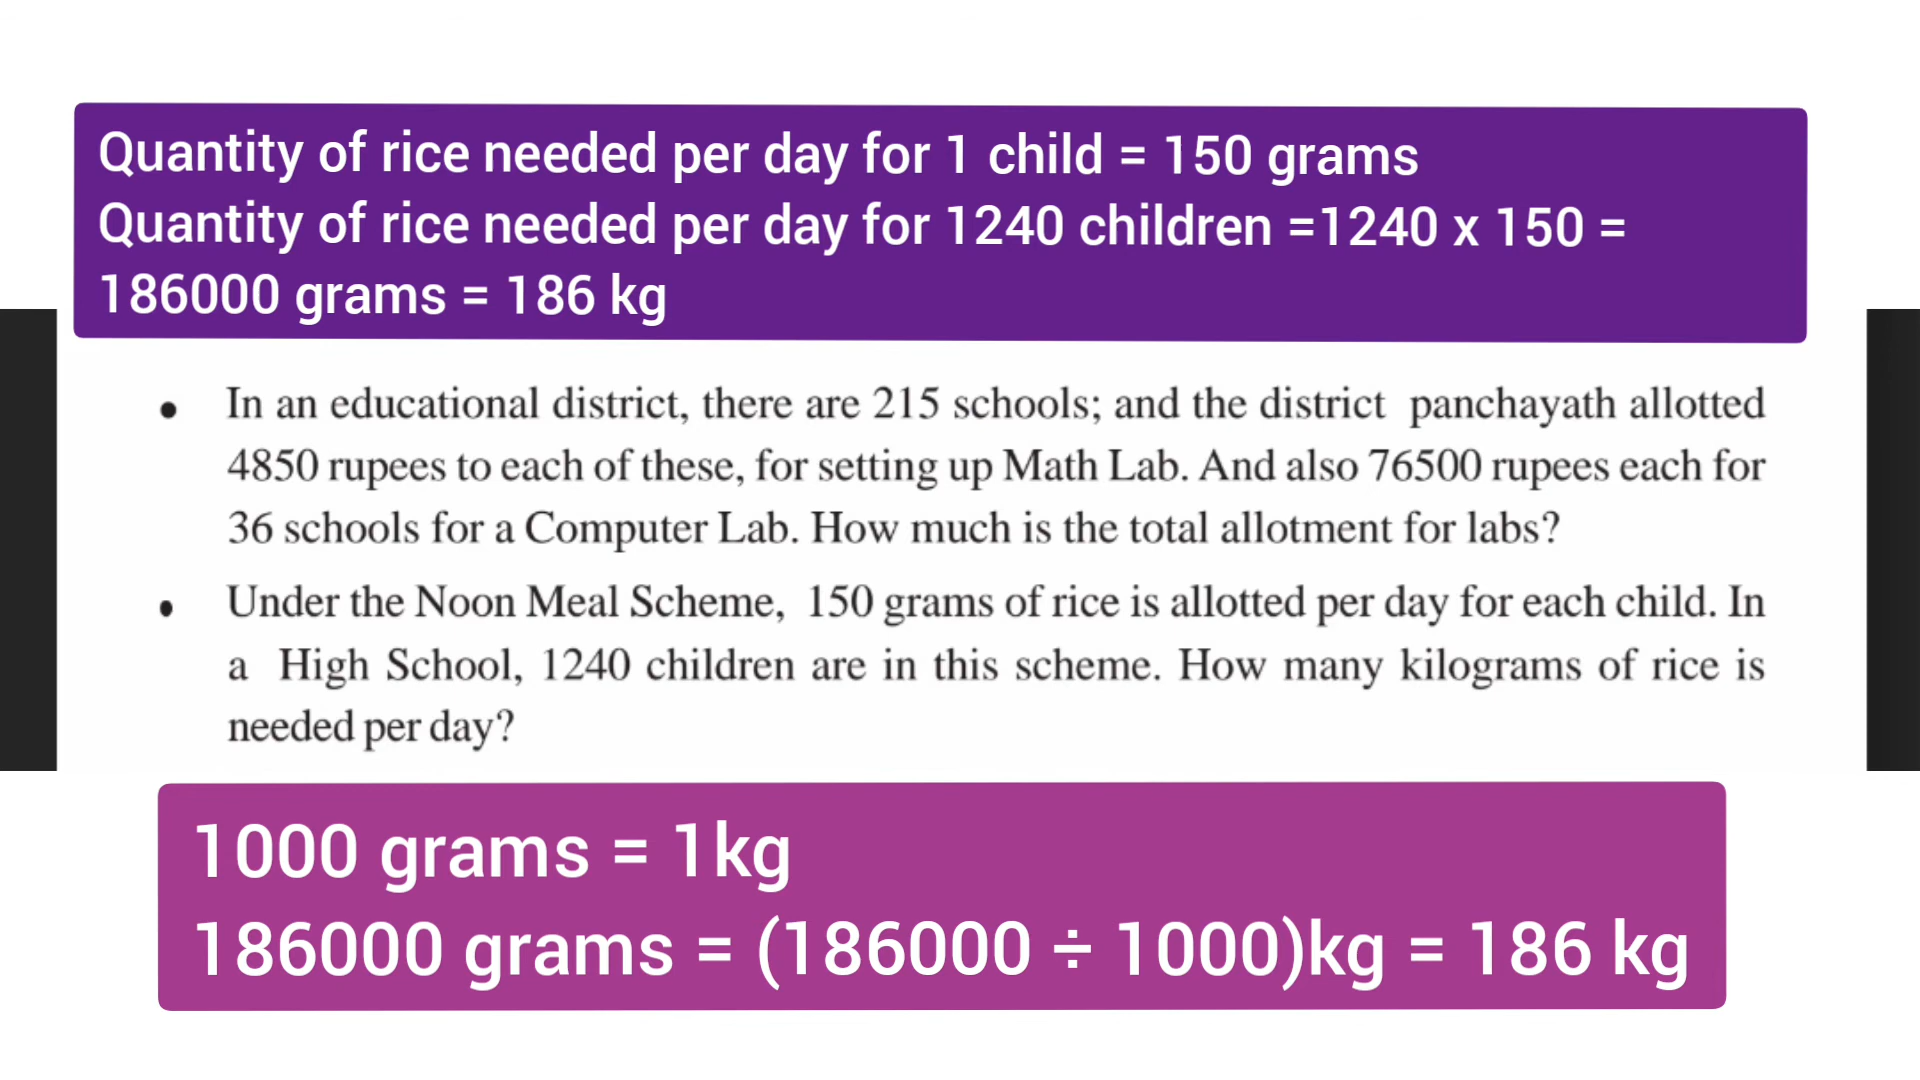 Quantity of rice needed per day for 1 child = 150 grams
Quantity of rice needed per day for 1240 children =1240 x 150 =
186000 grams = 186 kg
• In an educational district, there are 215 schools; and the district panchayath allotted
4850 rupees to each of these, for setting up Math Lab. And also 76500 rupees each for
36 schools for a Computer Lab. How much is the total allotment for labs?
• Under the Noon Meal Scheme, 150 grams of rice is allotted per day for each child. In
a High School, 1240 children are in this scheme. How many kilograms of rice is
needed per day?
1000 grams = 1kg
186000 grams = (186000 ÷ 1000)kg = 186 kg